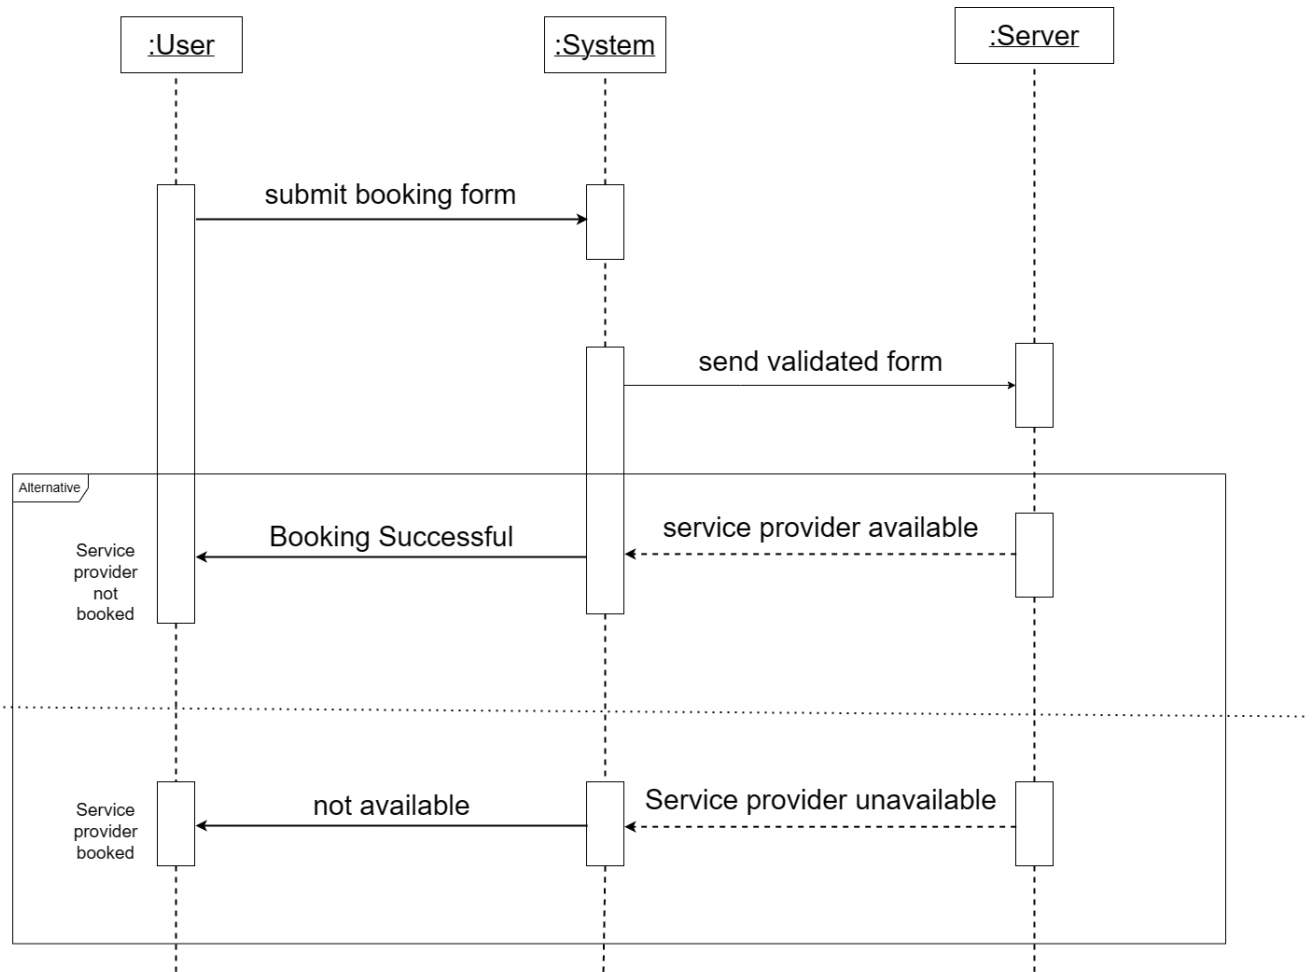 :User
:System
:Server
submit booking form
send validated form
Alternative
Booking Successful
service provider available
Service
provider
not
booked
not available
Service provider unavailable
Service
provider
booked